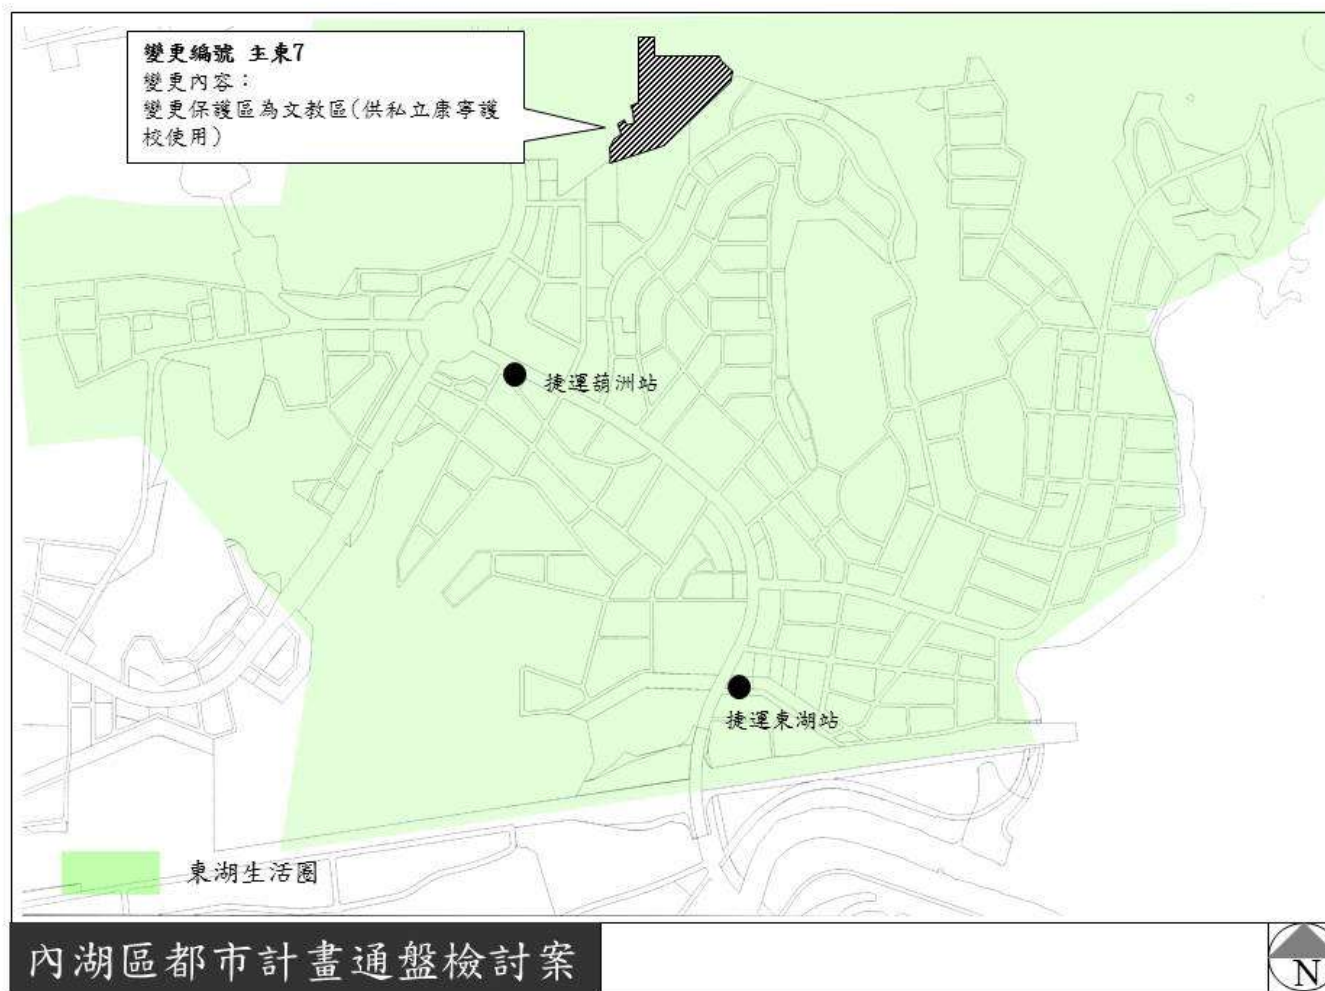 變更編號 主東7
變更內容：
變更保護區為文教區(供私立康寧護
校使用)
捷運葫洲站
捷運東湖站
東湖生活圈
內湖區都市計畫通盤檢討案
N